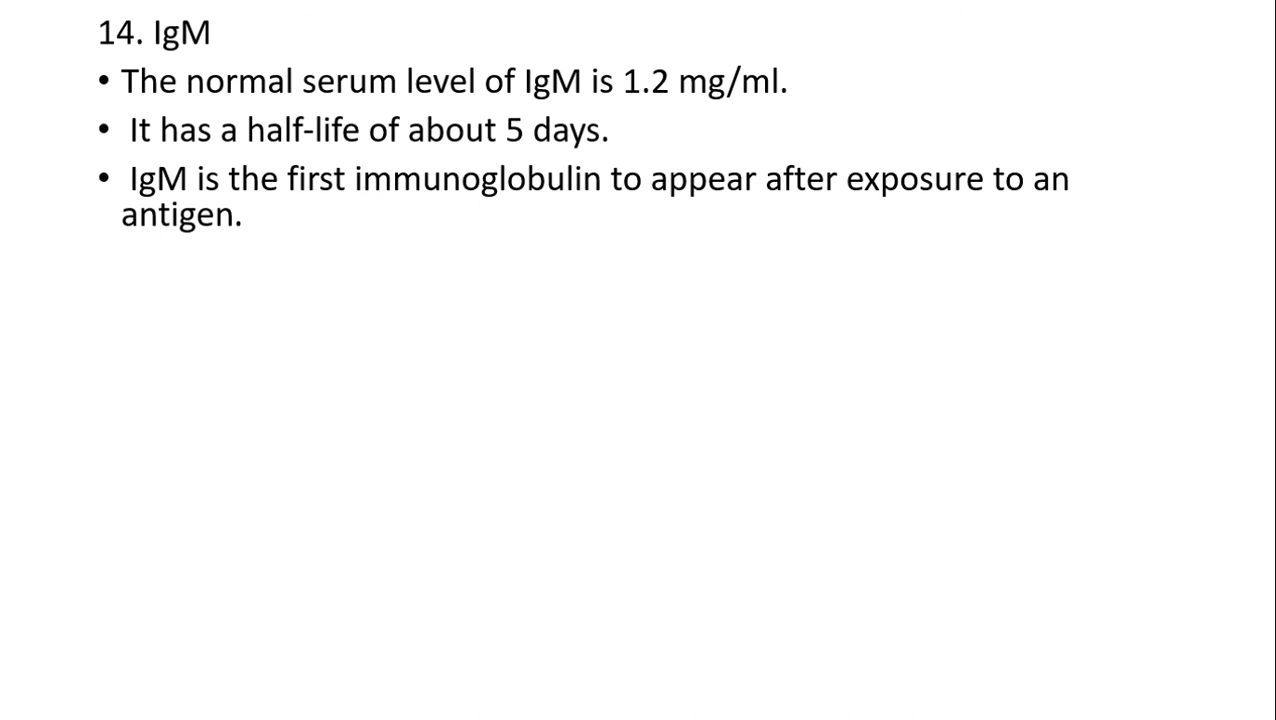 14. IgM
• The normal serum level of IgM is 1.2 mg/ml.
• It has a half-life of about 5 days.
• IgM is the first immunoglobulin to appear after exposure to an
antigen.